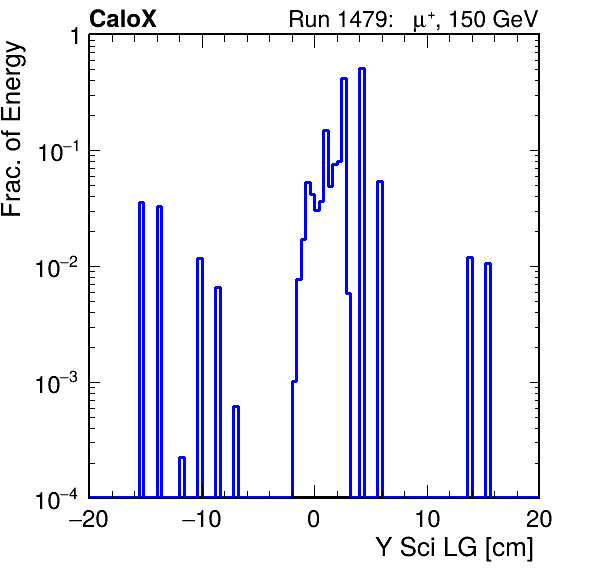 CaloX Run 1479: μ⁺, 150 GeV
Frac. of Energy
1
10⁻¹
10⁻²
10⁻³
10⁻⁴
−20 −10 0 10 20
Y Sci LG [cm]